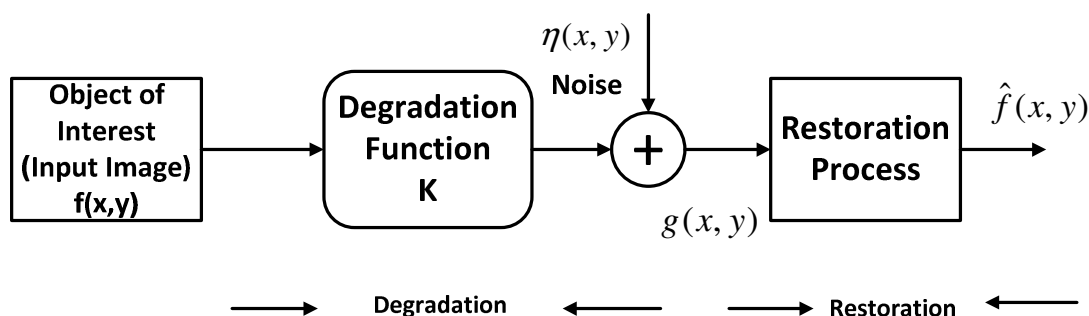 Object of
Interest
(Input Image)
f(x,y)
Degradation
Function
K
η(x, y)
Noise
+
g(x, y)
Restoration
Process
f̂(x, y)
Degradation
Restoration